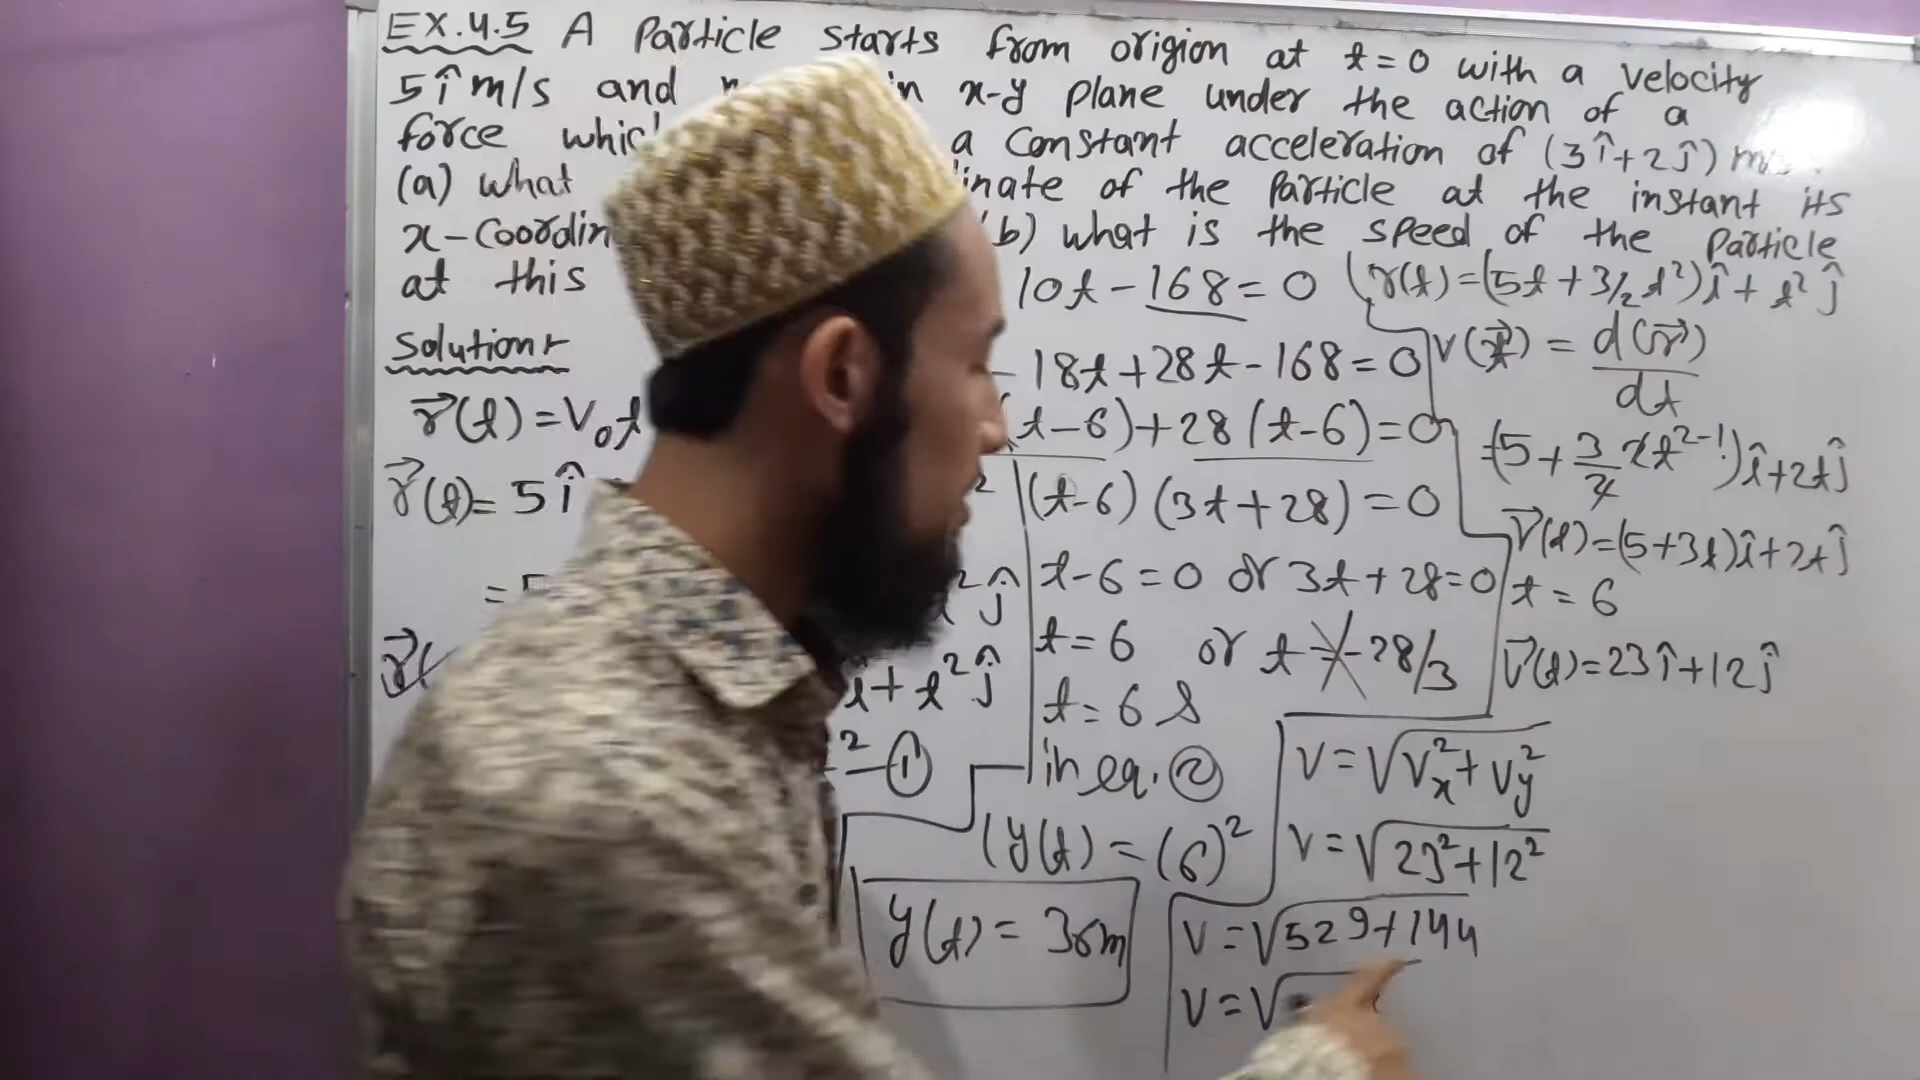 EX.4.5 A Particle starts from origion at t=0 with a velocity
5î m/s and in x-y plane under the action of a
force a constant acceleration of (3î+2ĵ)
(a) what of the Particle at the instant its
x- (b) what is the speed of the Particle
at this
Solution:-
r⃗(t)=V₀t
r⃗(t)=5î
î+t²ĵ
²—①
10t-168=0
-18t+28t-168=0
(t-6)+28(t-6)=0
(t-6)(3t+28)=0
t-6=0 or 3t+28=0
t=6 or t=-28/3
t=6 s
in eq.②
(y(t)=(6)²
y(t)=36m
r(t)=(5t+3/2t²)î+t²ĵ
=d(r⃗)/dt
=(5+3/2 2t²⁻¹)î+2tĵ
V⃗(t)=(5+3t)î+2tĵ
t=6
V⃗(t)=23î+12ĵ
V=√Vx²+Vy²
V=√23²+12²
V=√529+144
V=√